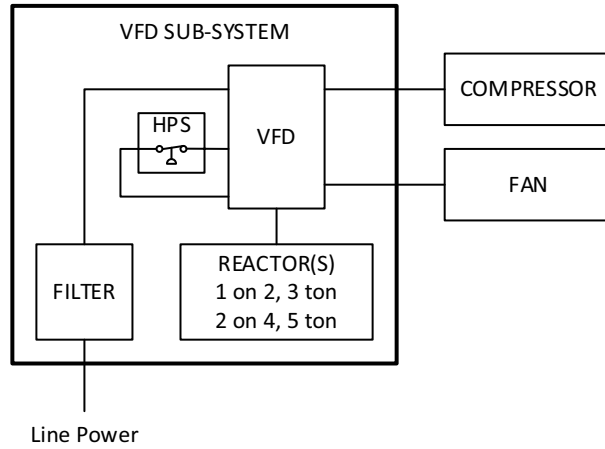 VFD SUB-SYSTEM
COMPRESSOR
HPS
VFD
FAN
FILTER
REACTOR(S)
1 on 2, 3 ton
2 on 4, 5 ton
Line Power